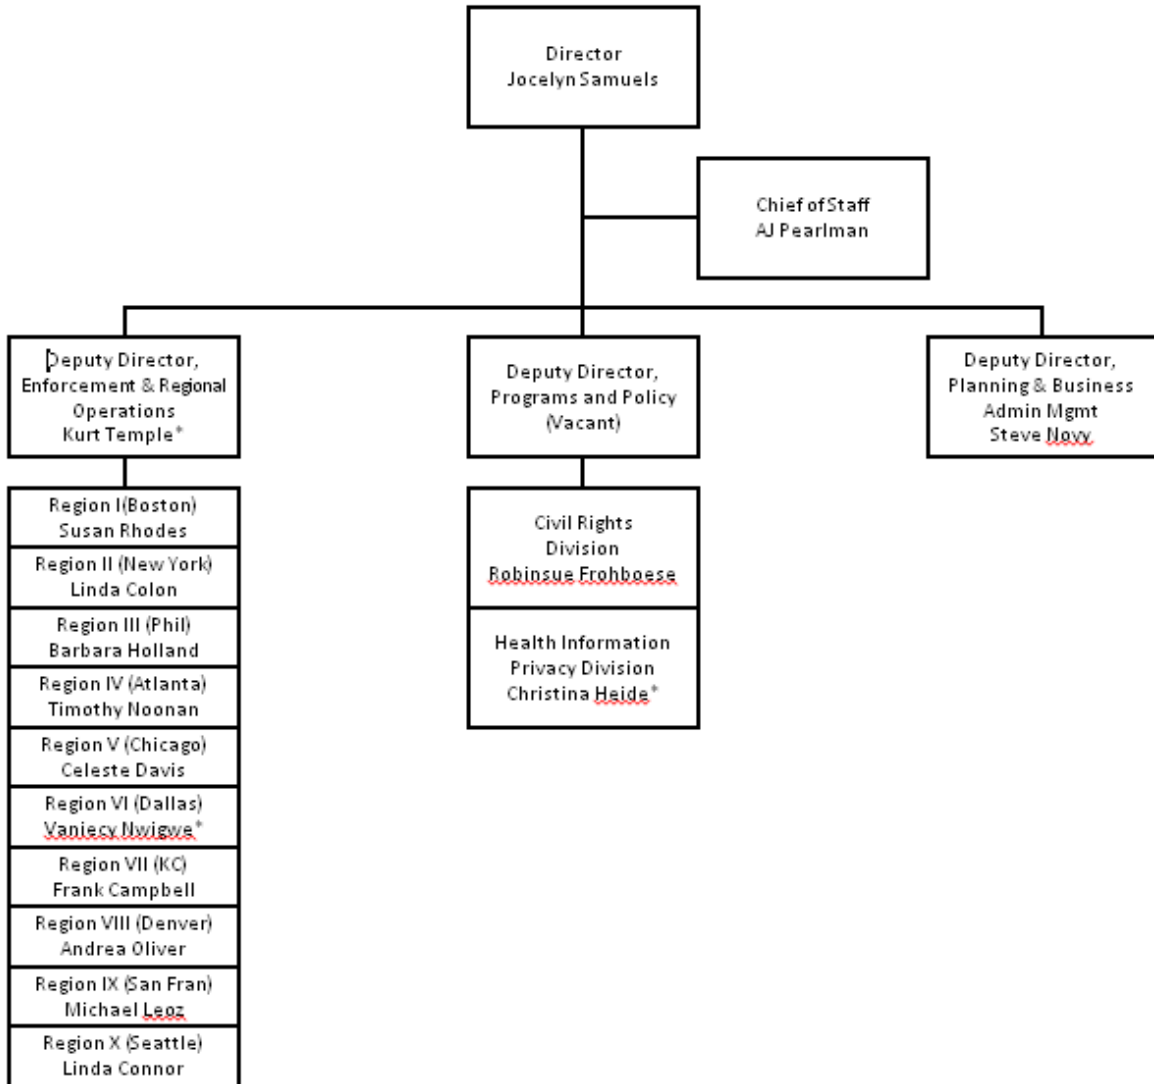 Director
Jocelyn Samuels
Chief of Staff
AJ Pearlman
Deputy Director,
Enforcement & Regional
Operations
Kurt Temple*
Deputy Director,
Programs and Policy
(Vacant)
Deputy Director,
Planning & Business
Admin Mgmt
Steve Novy
Region I(Boston)
Susan Rhodes
Region II (New York)
Linda Colon
Region III (Phil)
Barbara Holland
Region IV (Atlanta)
Timothy Noonan
Region V (Chicago)
Celeste Davis
Region VI (Dallas)
Vaniecy Nwigwe*
Region VII (KC)
Frank Campbell
Region VIII (Denver)
Andrea Oliver
Region IX (San Fran)
Michael Leoz
Region X (Seattle)
Linda Connor
Civil Rights
Division
Robinsue Frohboese
Health Information
Privacy Division
Christina Heide*